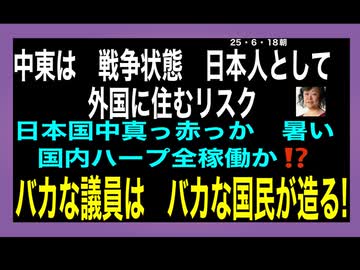 25・6・18朝
中東は 戦争状態 日本人として
外国に住むリスク
日本国中真っ赤っか 暑い
国内ハープ全稼働か⁉️
バカな議員は バカな国民が造る!